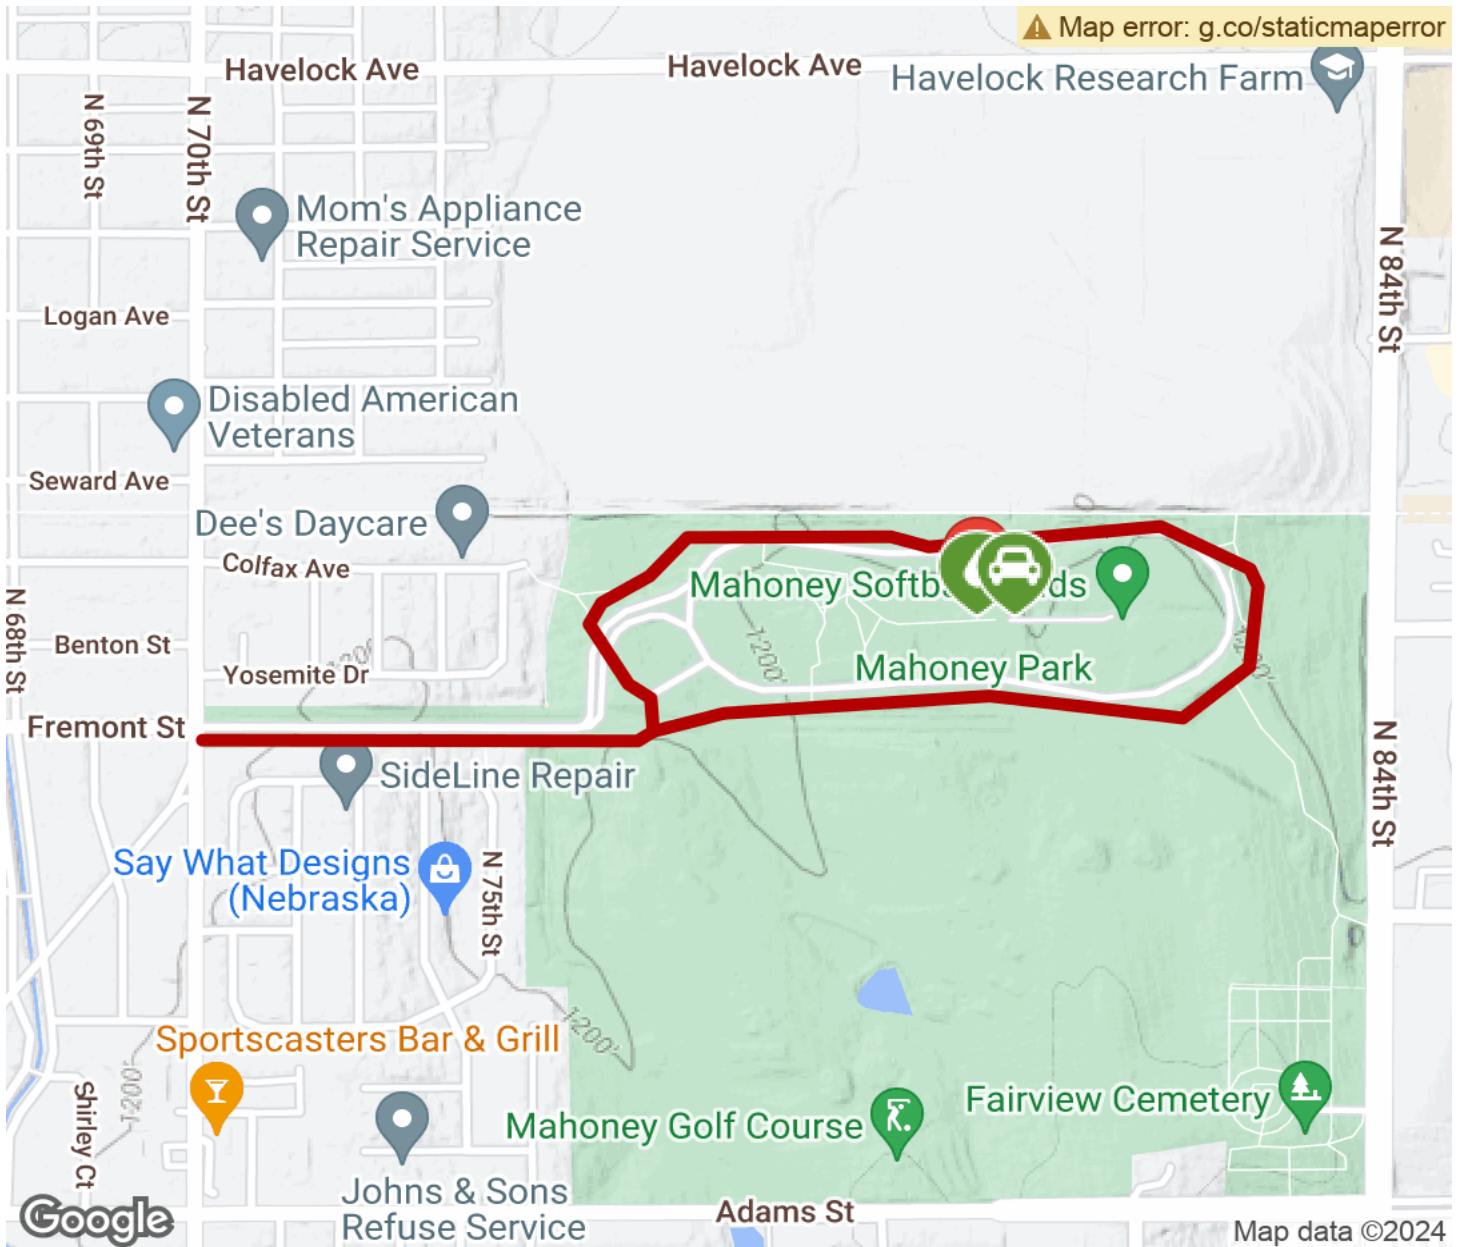 Map error: g.co/staticmaperror
Havelock Ave
Havelock Ave
Havelock Research Farm
N 69th St
N 70th St
Mom's Appliance
Repair Service
N 84th St
Logan Ave
Disabled American
Veterans
Seward Ave
Dee's Daycare
Colfax Ave
N 68th St
Mahoney Softb
ds
Benton St
1200'
1200'
1200'
Yosemite Dr
Mahoney Park
Fremont St
N 84th St
SideLine Repair
Say What Designs
(Nebraska)
N 75th St
1200'
Sportscasters Bar & Grill
1200'
Shirley Ct
Fairview Cemetery
Mahoney Golf Course
Johns & Sons
Refuse Service
Adams St
Google
Map data ©2024